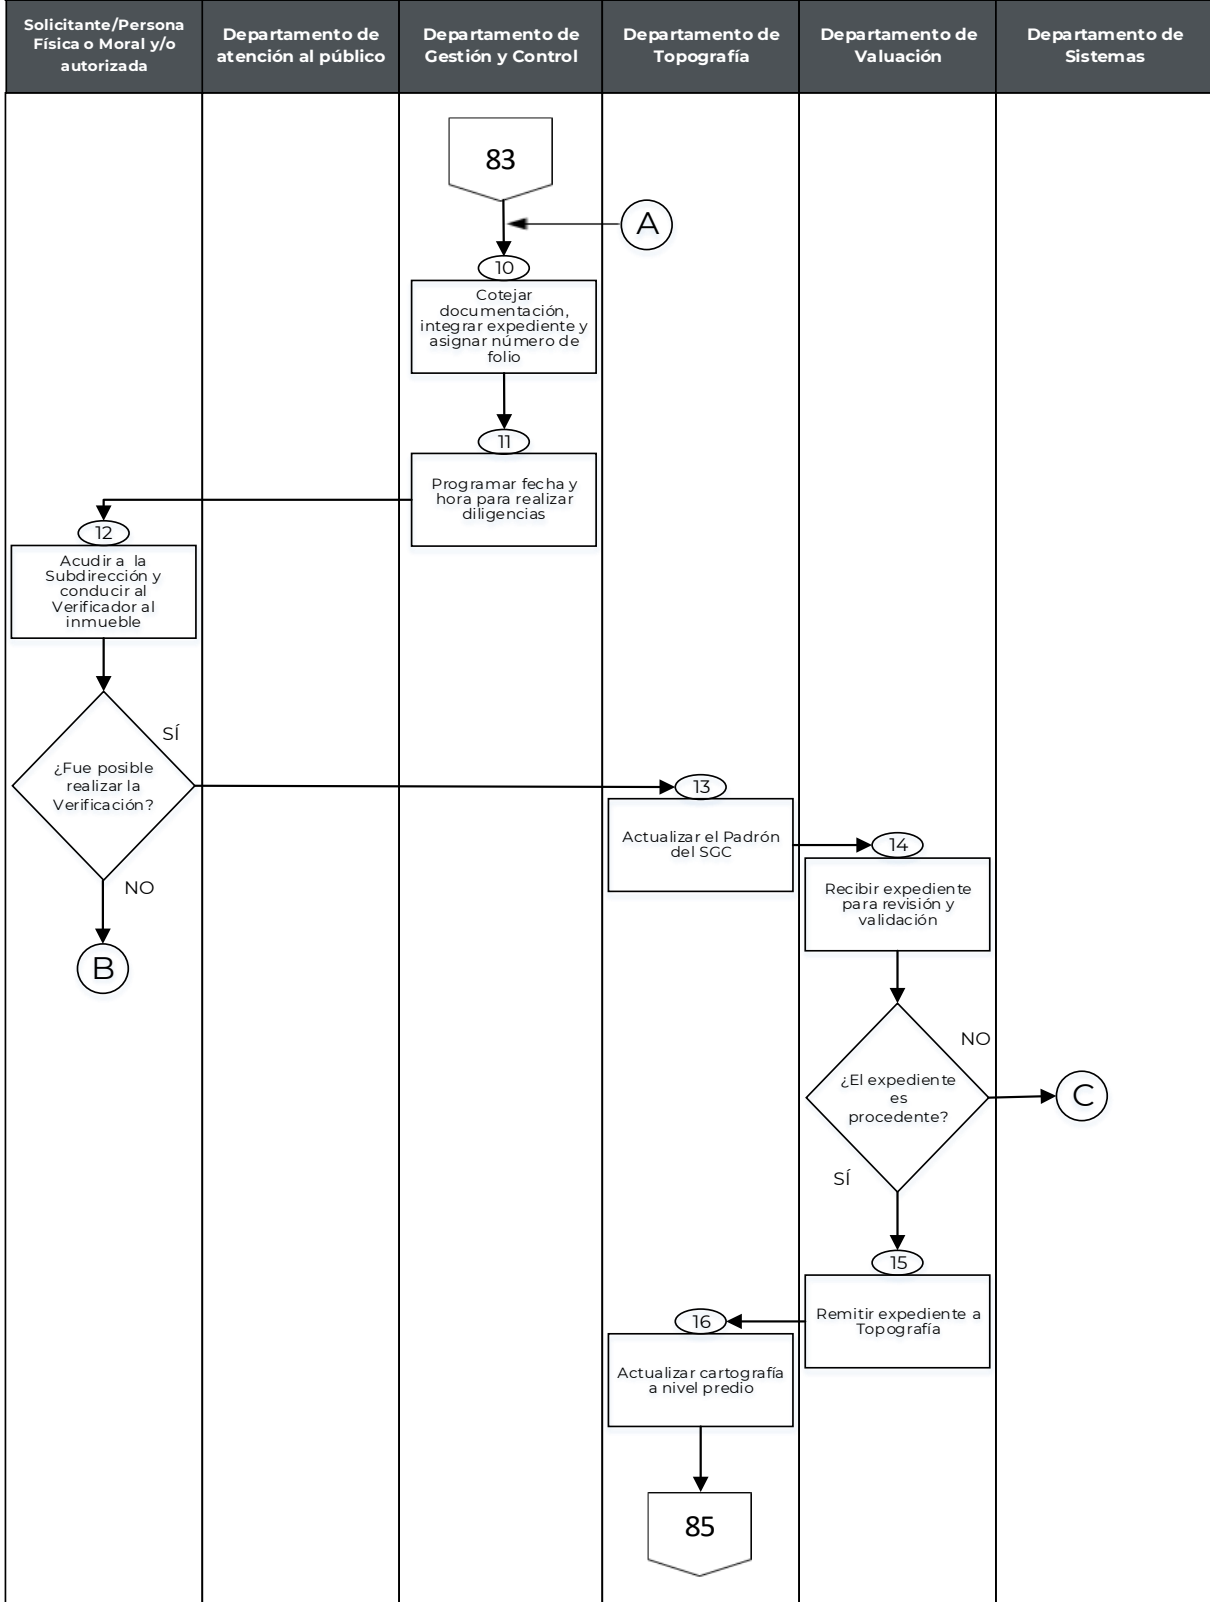 Solicitante/Persona
Física o Moral y/o
autorizada
Departamento de
atención al público
Departamento de
Gestión y Control
Departamento de
Topografía
Departamento de
Valuación
Departamento de
Sistemas
83
A
10
Cotejar
documentación,
integrar expediente y
asignar número de
folio
11
Programar fecha y
hora para realizar
diligencias
12
Acudir a la
Subdirección y
conducir al
Verificador al
inmueble
SÍ
¿Fue posible
realizar la
Verificación?
NO
B
13
Actualizar el Padrón
del SGC
14
Recibir expediente
para revisión y
validación
NO
¿El expediente
es
procedente?
C
SÍ
15
Remitir expediente a
Topografía
16
Actualizar cartografía
a nivel predio
85